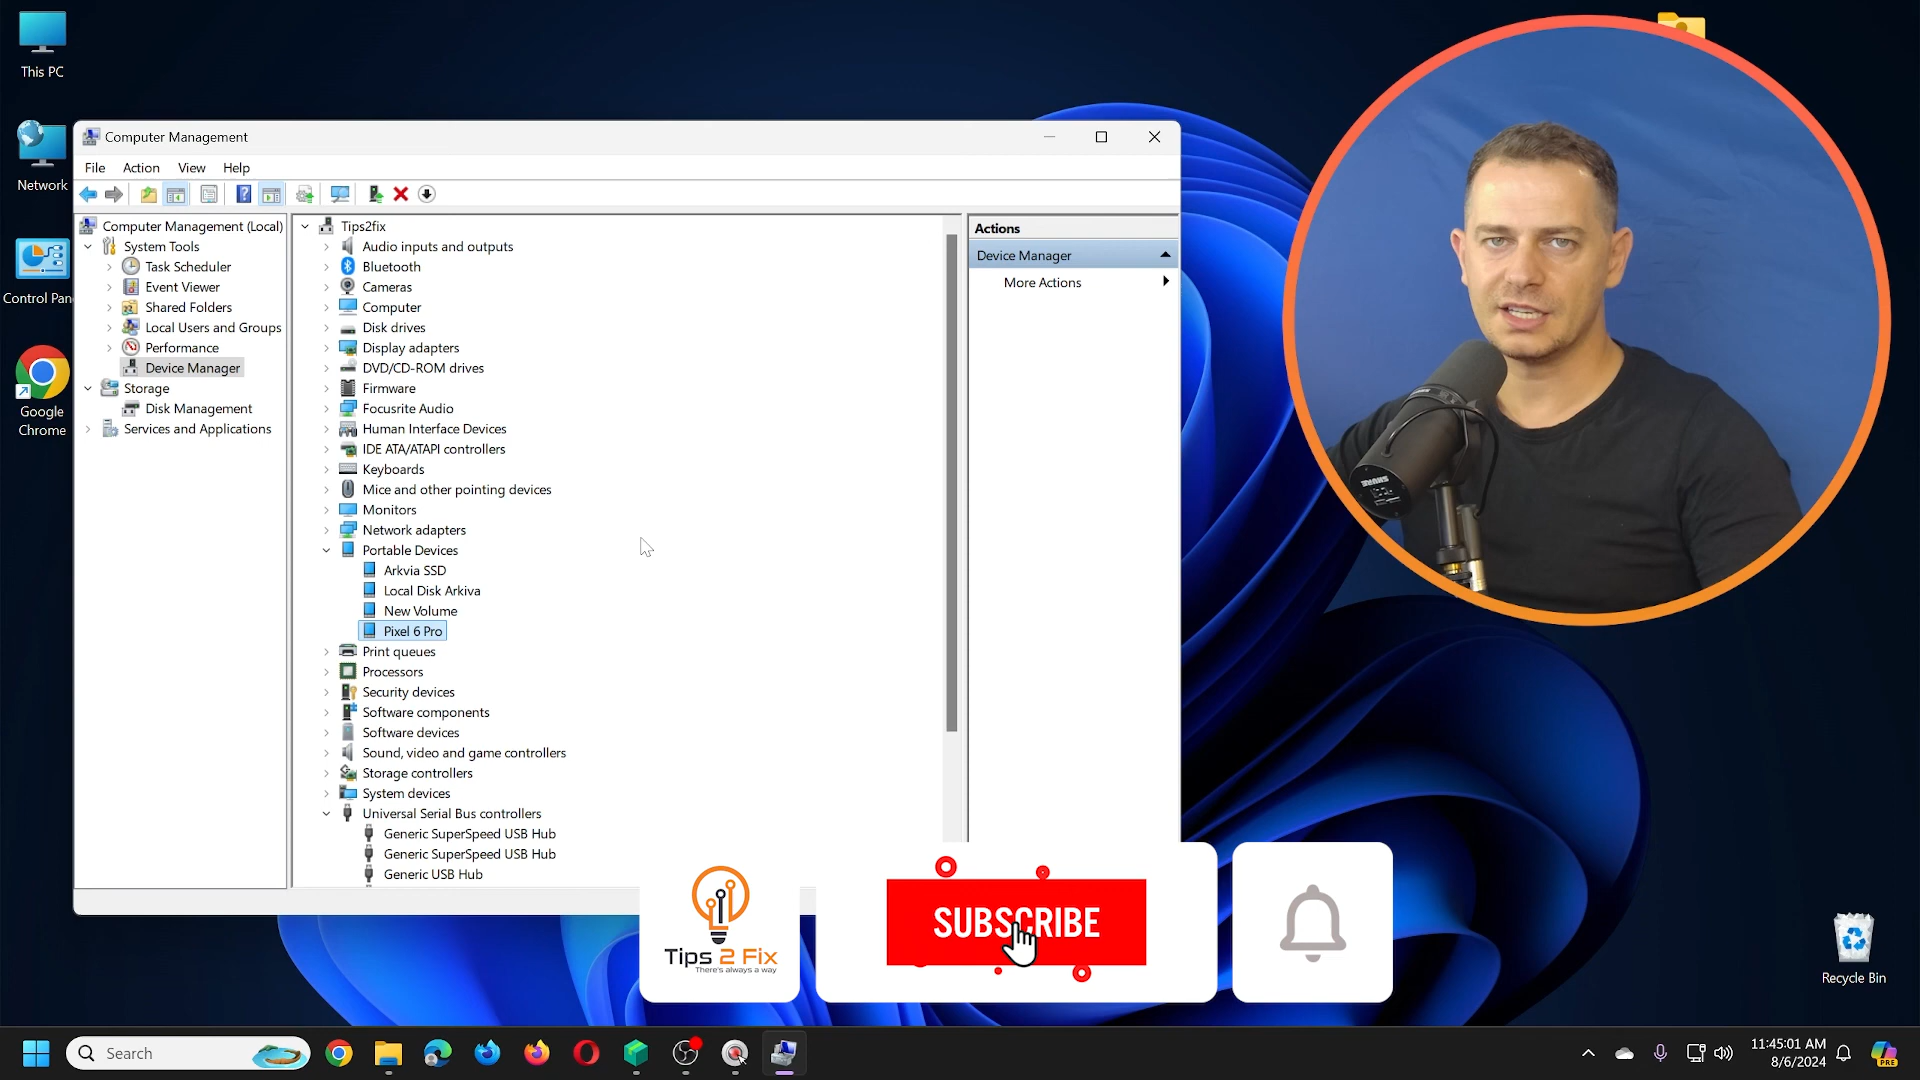 This PC
Network
Control Pan
Google
Chrome
Computer Management
File Action View Help
Computer Management (Local)
System Tools
Task Scheduler
Event Viewer
Shared Folders
Local Users and Groups
Performance
Device Manager
Storage
Disk Management
Services and Applications
Tips2fix
Audio inputs and outputs
Bluetooth
Cameras
Computer
Disk drives
Display adapters
DVD/CD-ROM drives
Firmware
Focusrite Audio
Human Interface Devices
IDE ATA/ATAPI controllers
Keyboards
Mice and other pointing devices
Monitors
Network adapters
Portable Devices
Arkvia SSD
Local Disk Arkiva
New Volume
Pixel 6 Pro
Print queues
Processors
Security devices
Software components
Software devices
Sound, video and game controllers
Storage controllers
System devices
Universal Serial Bus controllers
Generic SuperSpeed USB Hub
Generic SuperSpeed USB Hub
Generic USB Hub
Actions
Device Manager
More Actions
SHURE
Tips 2 Fix
There's always a way
SUBSCRIBE
Recycle Bin
Search
11:45:01 AM
8/6/2024
PRE